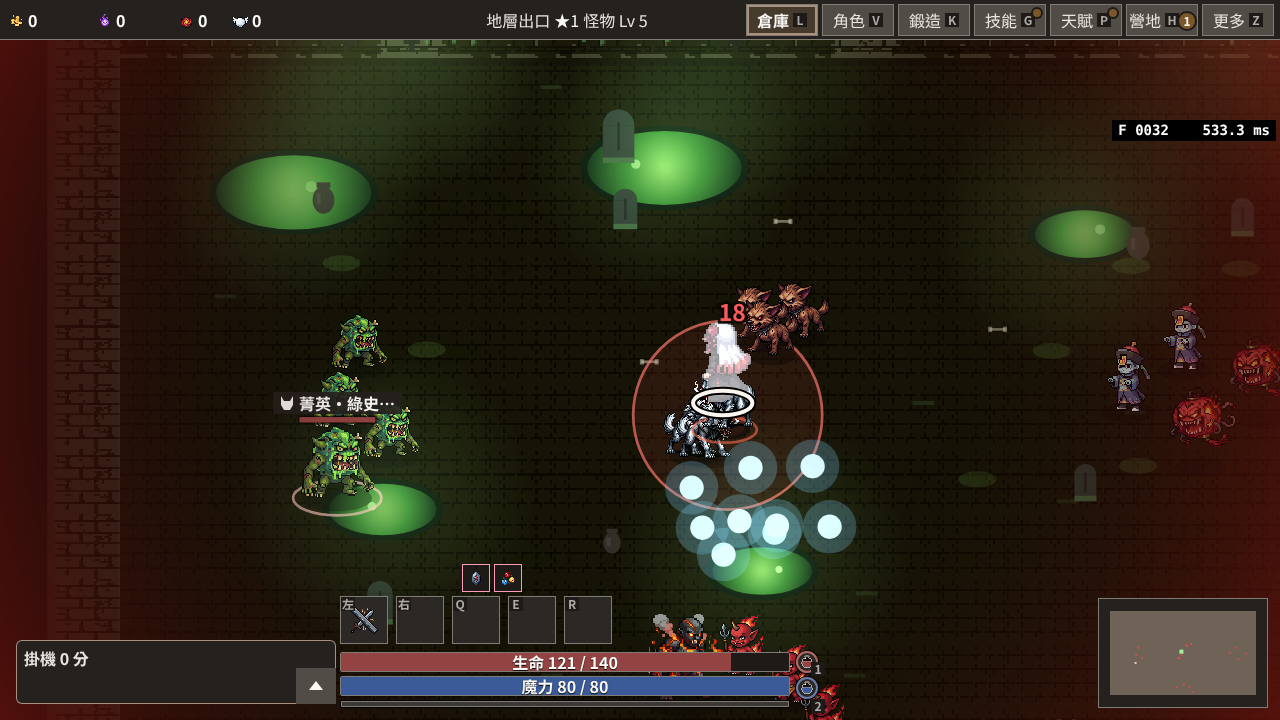 0
0
0
0
地層出口 ★1 怪物 Lv 5
倉庫 L
角色 V
鍛造 K
技能 G
天賦 P
營地 H 1
更多 Z
F 0032 533.3 ms
18
菁英・綠史…
左
右
Q
E
R
掛機 0 分
生命 121 / 140
1
魔力 80 / 80
2